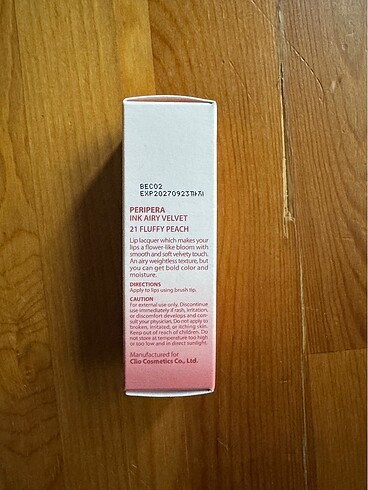 BEC02
EXP20270923까지
PERIPERA
INK AIRY VELVET
21 FLUFFY PEACH
Lip lacquer which makes your
lips a flower-like bloom with
smooth and soft velvety touch.
An airy weightless texture, but
you can get bold color and
moisture.
DIRECTIONS
Apply to lips using brush tip.
CAUTION
For external use only. Discontinue
use immediately if rash, irritation,
or discomfort develops and con-
sult your physician. Do not apply to
broken, irritated, or itching skin.
Keep out of reach of children. Do
not store at temperature too high
or too low and in direct sunlight.
Manufactured for
Clio Cosmetics Co., Ltd.